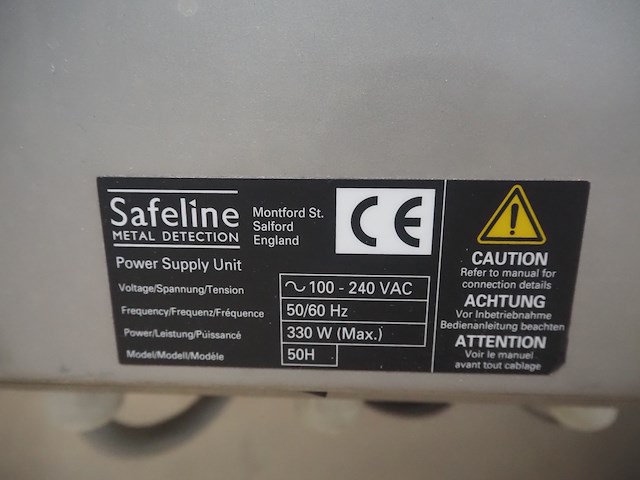 Safeline
METAL DETECTION
Montford St.
Salford
England
CE
Power Supply Unit
Voltage/Spannung/Tension ~ 100 - 240 VAC
Frequency/Frequenz/Fréquence 50/60 Hz
Power/Leistung/Púissancé 330 W (Max.)
Model/Modell/Modèle 50H
!
CAUTION
Refer to manual for
connection details
ACHTUNG
Vor Inbetriebnahme
Bedienanleitung beachten
ATTENTION
Voir le manuel
avant tout cablage